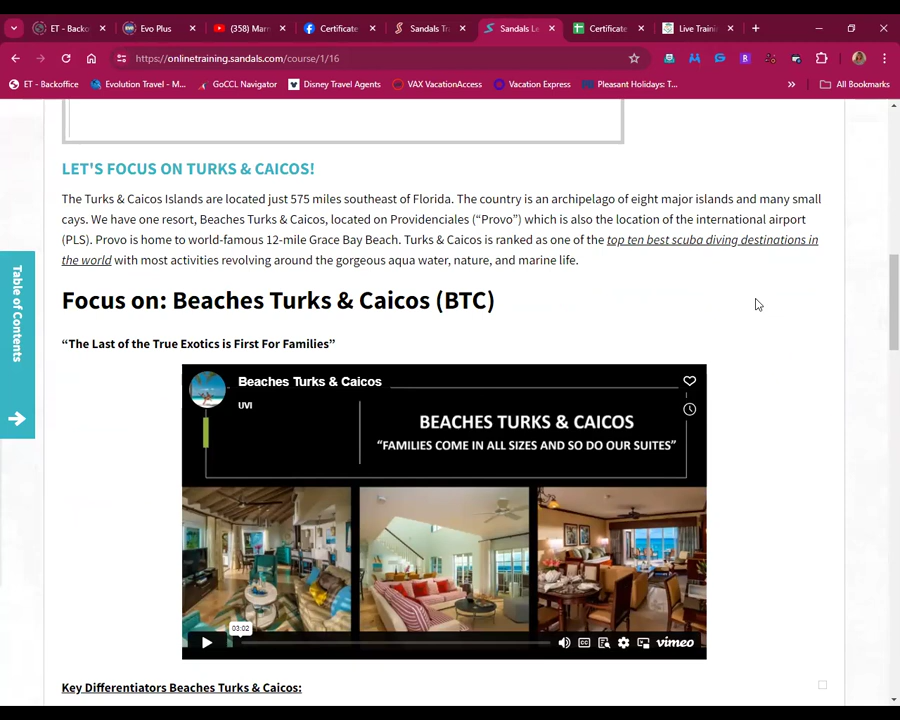 ET - Backo
Evo Plus
(358) Marr
Certificate
Sandals Tr
Sandals Le
Certificate
Live Traini
https://onlinetraining.sandals.com/course/1/16
ET - Backoffice
Evolution Travel - M...
GoCCL Navigator
Disney Travel Agents
VAX VacationAccess
Vacation Express
Pleasant Holidays: T...
All Bookmarks
LET'S FOCUS ON TURKS & CAICOS!
The Turks & Caicos Islands are located just 575 miles southeast of Florida. The country is an archipelago of eight major islands and many small
cays. We have one resort, Beaches Turks & Caicos, located on Providenciales (“Provo”) which is also the location of the international airport
(PLS). Provo is home to world-famous 12-mile Grace Bay Beach. Turks & Caicos is ranked as one of the top ten best scuba diving destinations in
the world with most activities revolving around the gorgeous aqua water, nature, and marine life.
Table of Contents
Focus on: Beaches Turks & Caicos (BTC)
“The Last of the True Exotics is First For Families”
Beaches Turks & Caicos
UVI
BEACHES TURKS & CAICOS
“FAMILIES COME IN ALL SIZES AND SO DO OUR SUITES”
03:02
CC
vimeo
Key Differentiators Beaches Turks & Caicos: